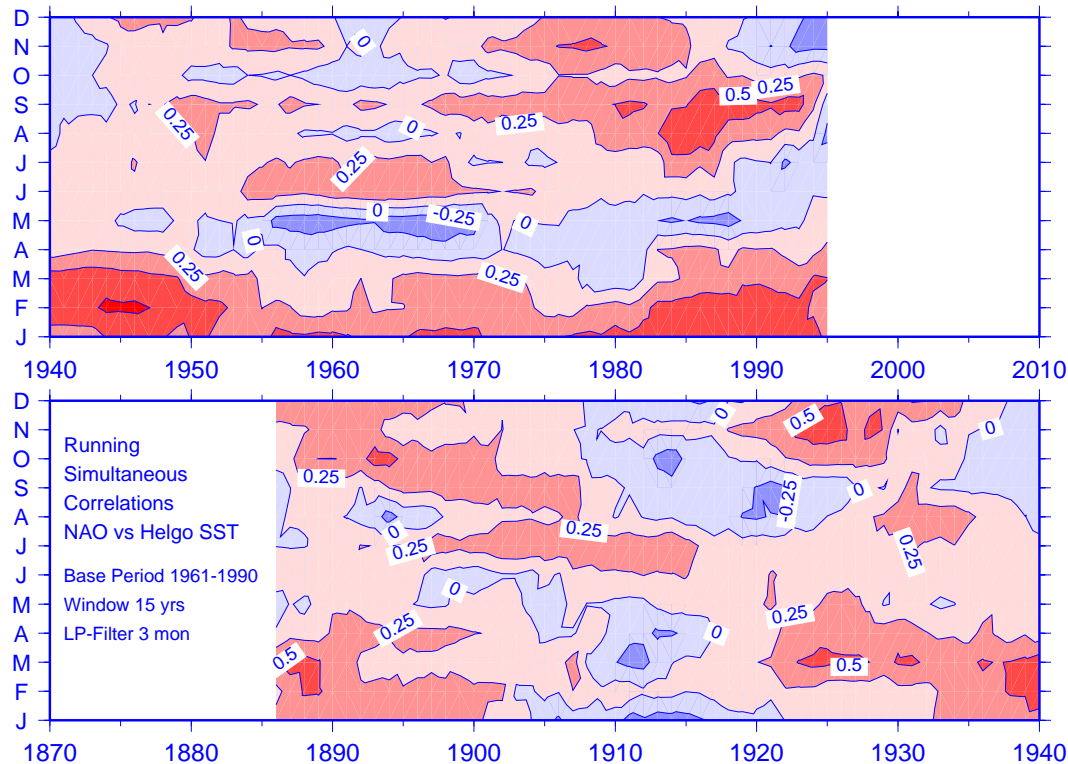 D
N
O
S
A
J
J
M
A
M
F
J
0
0.25
0.5
0.25
0.25
0
0.25
0
-0.25
0
0
0.25
0.25
1940
1950
1960
1970
1980
1990
2000
2010
D
N
O
S
A
J
J
M
A
M
F
J
Running
Simultaneous
Correlations
NAO vs Helgo SST
Base Period 1961-1990
Window 15 yrs
LP-Filter 3 mon
0
0.5
0
0.25
0
-0.25
0
0.25
0.25
0.25
0
0.25
0.25
0
0.5
0.5
1870
1880
1890
1900
1910
1920
1930
1940